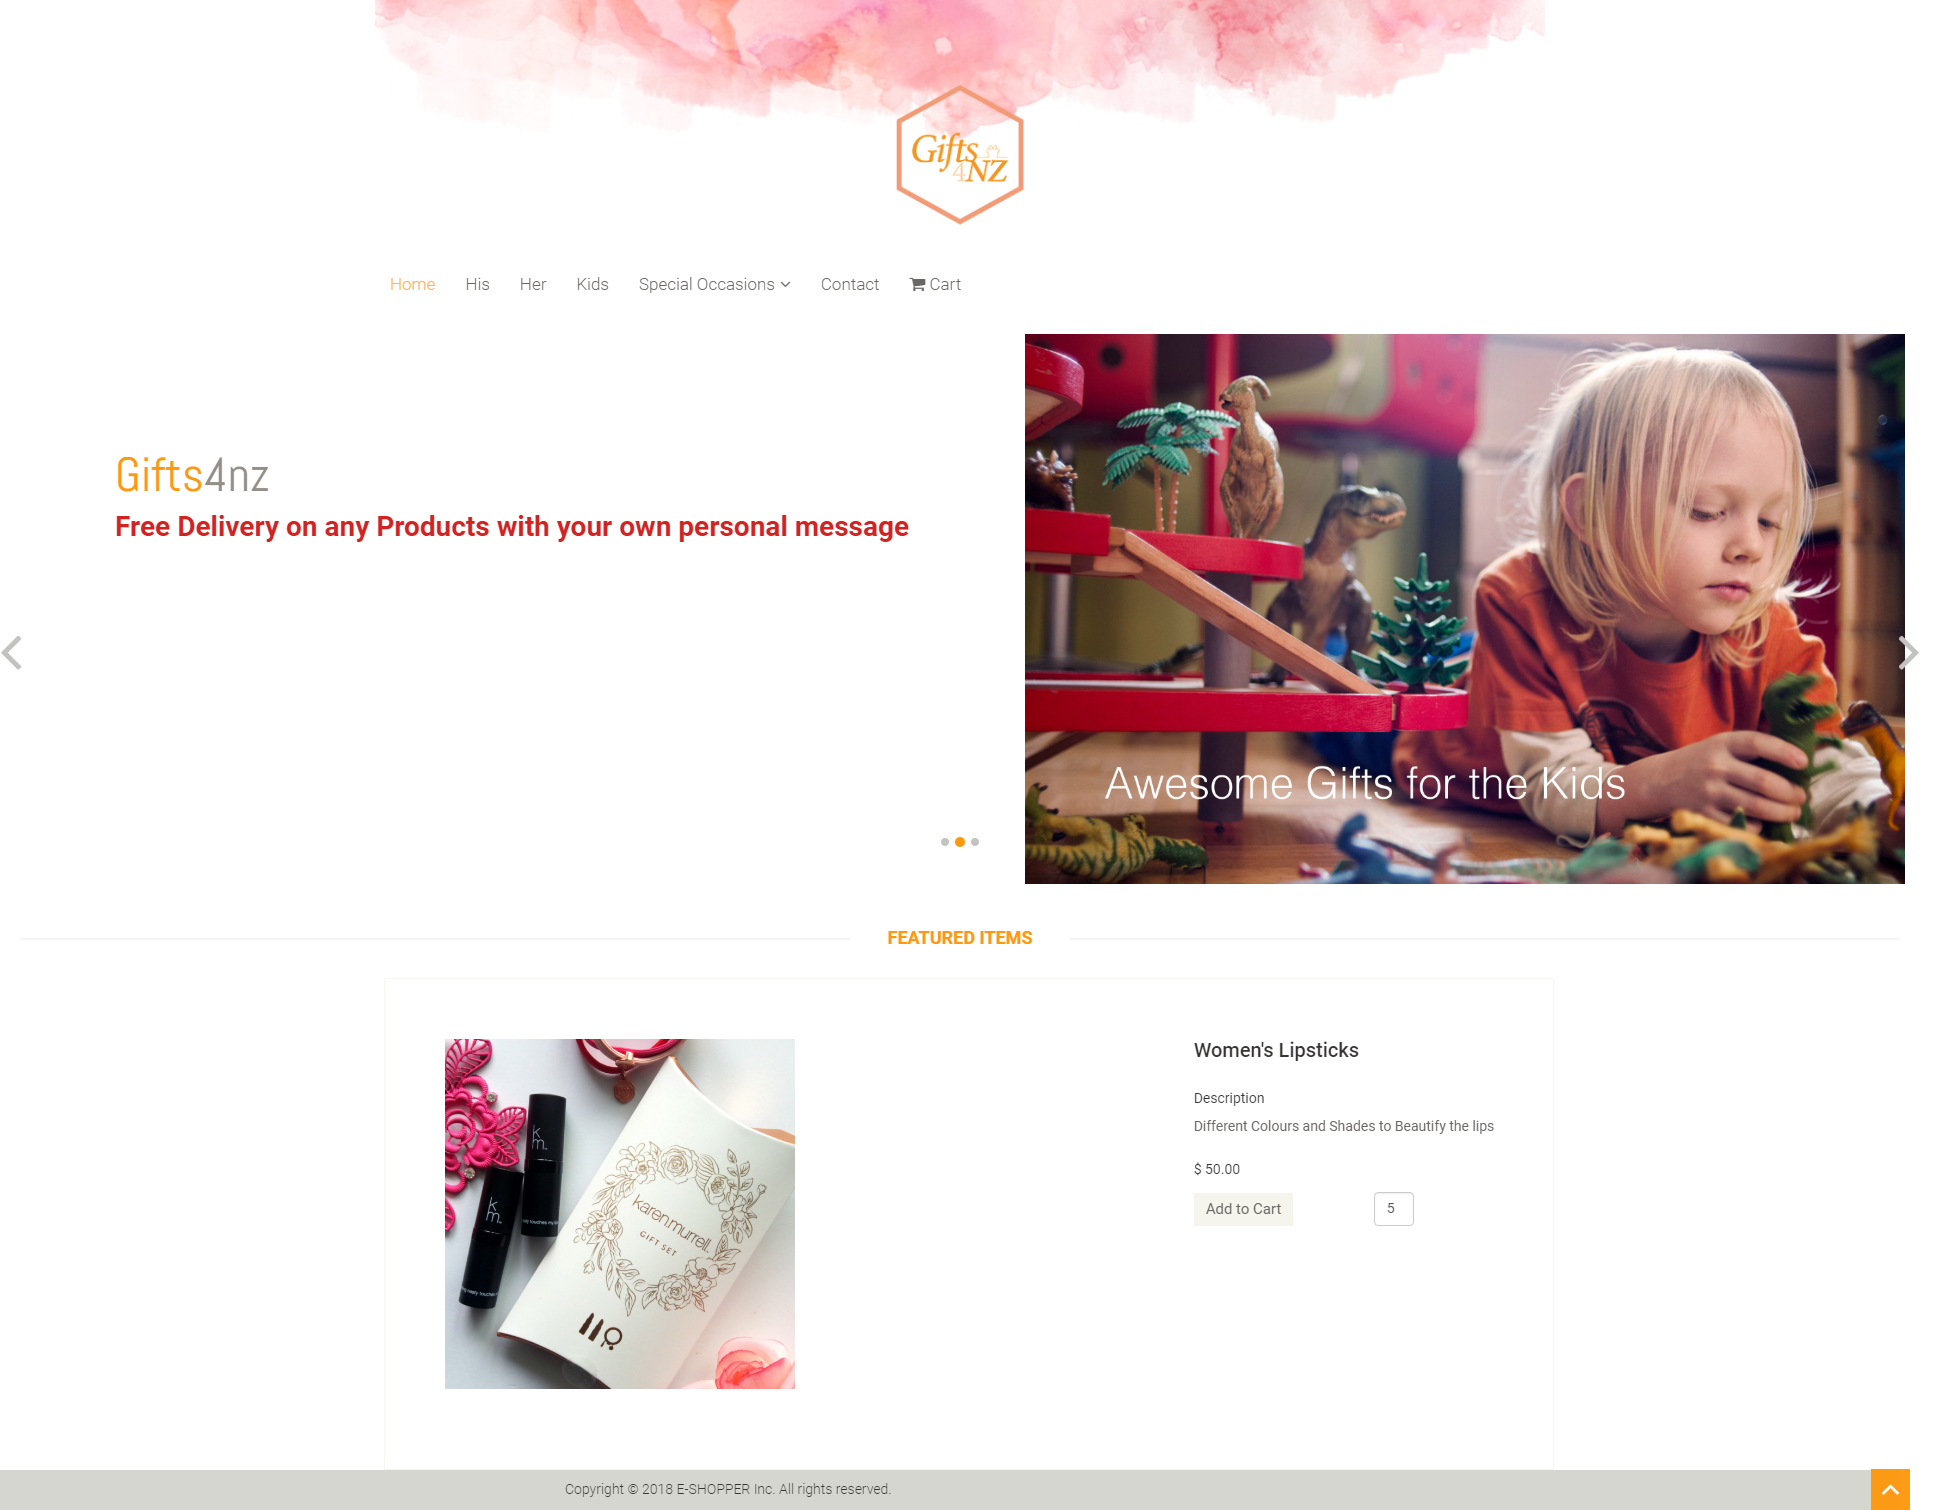 Gifts
4NZ
Home His Her Kids Special Occasions Contact Cart
Gifts4nz
Free Delivery on any Products with your own personal message
Awesome Gifts for the Kids
FEATURED ITEMS
k
m
k
m
karen murrell.
GIFT SET
Women's Lipsticks
Description
Different Colours and Shades to Beautify the lips
$ 50.00
Add to Cart 5
Copyright © 2018 E-SHOPPER Inc. All rights reserved.